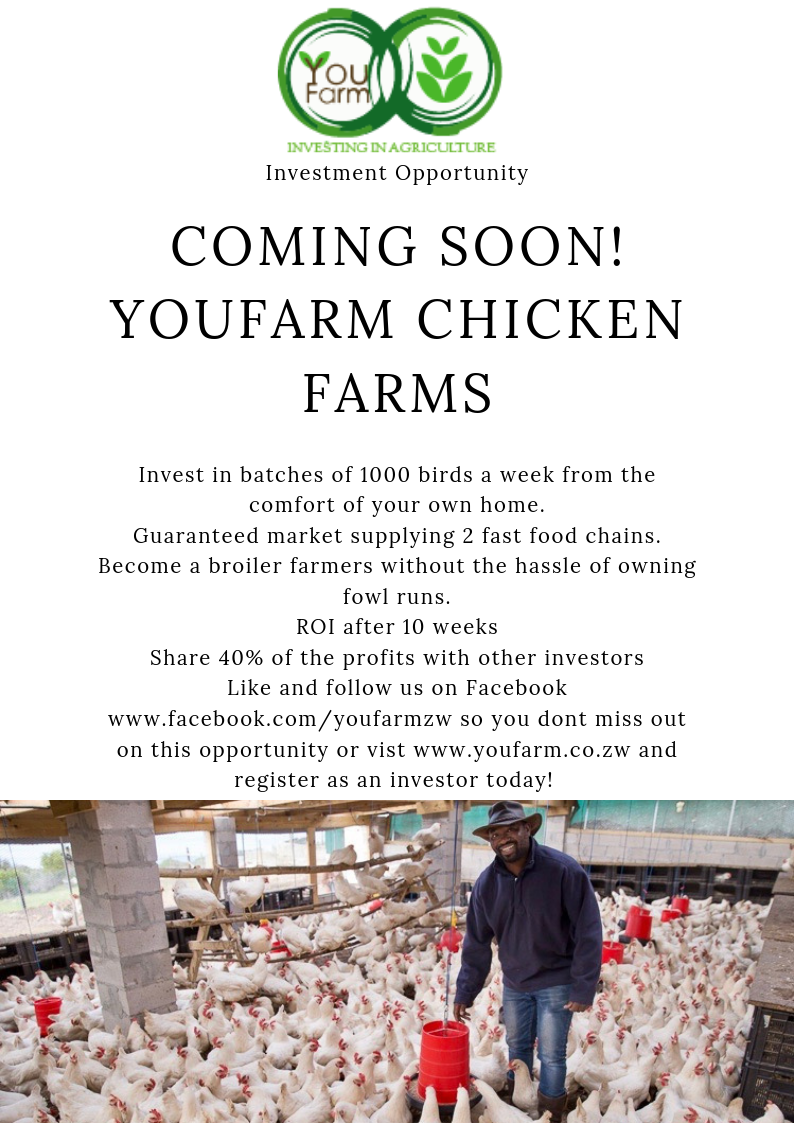 You
Farm
INVESTING IN AGRICULTURE
Investment Opportunity
COMING SOON!
YOUFARM CHICKEN
FARMS
Invest in batches of 1000 birds a week from the
comfort of your own home.
Guaranteed market supplying 2 fast food chains.
Become a broiler farmers without the hassle of owning
fowl runs.
ROI after 10 weeks
Share 40% of the profits with other investors
Like and follow us on Facebook
www.facebook.com/youfarmzw so you dont miss out
on this opportunity or vist www.youfarm.co.zw and
register as an investor today!